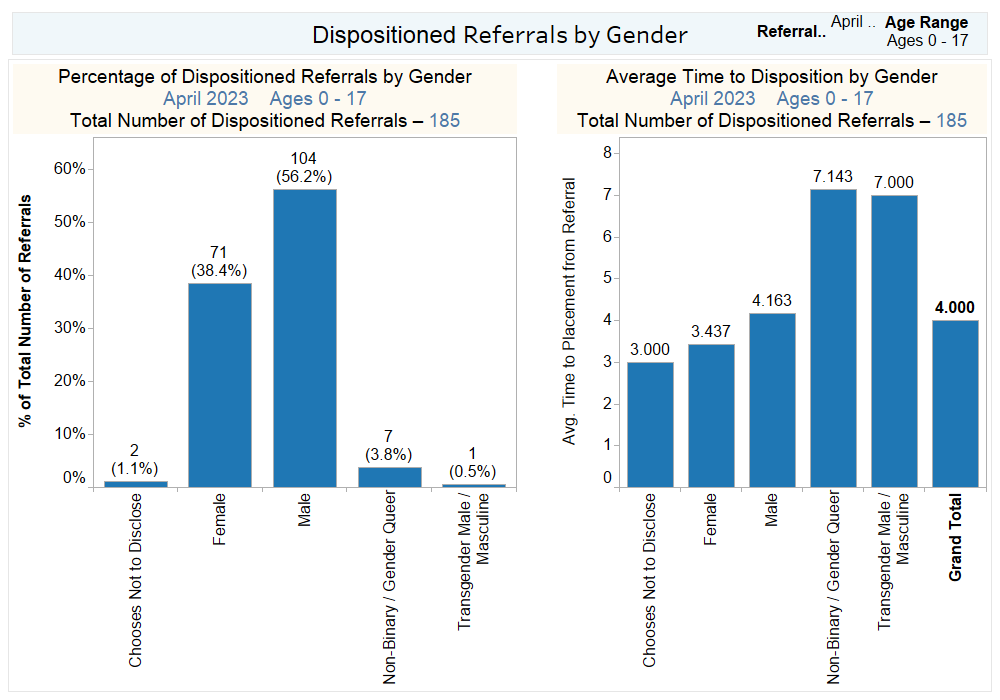 Dispositioned Referrals by Gender
Referral.. April .. Age Range
Ages 0 - 17
Percentage of Dispositioned Referrals by Gender
April 2023 Ages 0 - 17
Total Number of Dispositioned Referrals – 185
% of Total Number of Referrals
60%
50%
40%
30%
20%
10%
0%
2
(1.1%)
71
(38.4%)
104
(56.2%)
7
(3.8%)
1
(0.5%)
Chooses Not to Disclose
Female
Male
Non-Binary / Gender Queer
Transgender Male /
Masculine
Average Time to Disposition by Gender
April 2023 Ages 0 - 17
Total Number of Dispositioned Referrals – 185
Avg. Time to Placement from Referral
8
7
6
5
4
3
2
1
0
3.000
3.437
4.163
7.143
7.000
4.000
Chooses Not to Disclose
Female
Male
Non-Binary / Gender Queer
Transgender Male /
Masculine
Grand Total